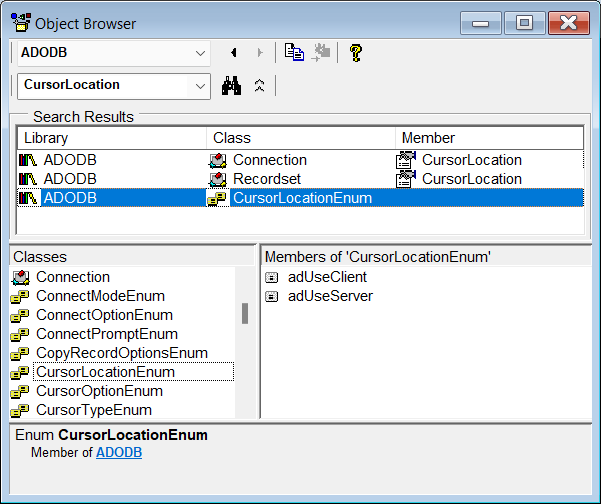 Object Browser
ADODB
CursorLocation
Search Results
Library Class Member
ADODB Connection CursorLocation
ADODB Recordset CursorLocation
ADODB CursorLocationEnum
Classes
Connection
ConnectModeEnum
ConnectOptionEnum
ConnectPromptEnum
CopyRecordOptionsEnum
CursorLocationEnum
CursorOptionEnum
CursorTypeEnum
Members of 'CursorLocationEnum'
adUseClient
adUseServer
Enum CursorLocationEnum
Member of ADODB